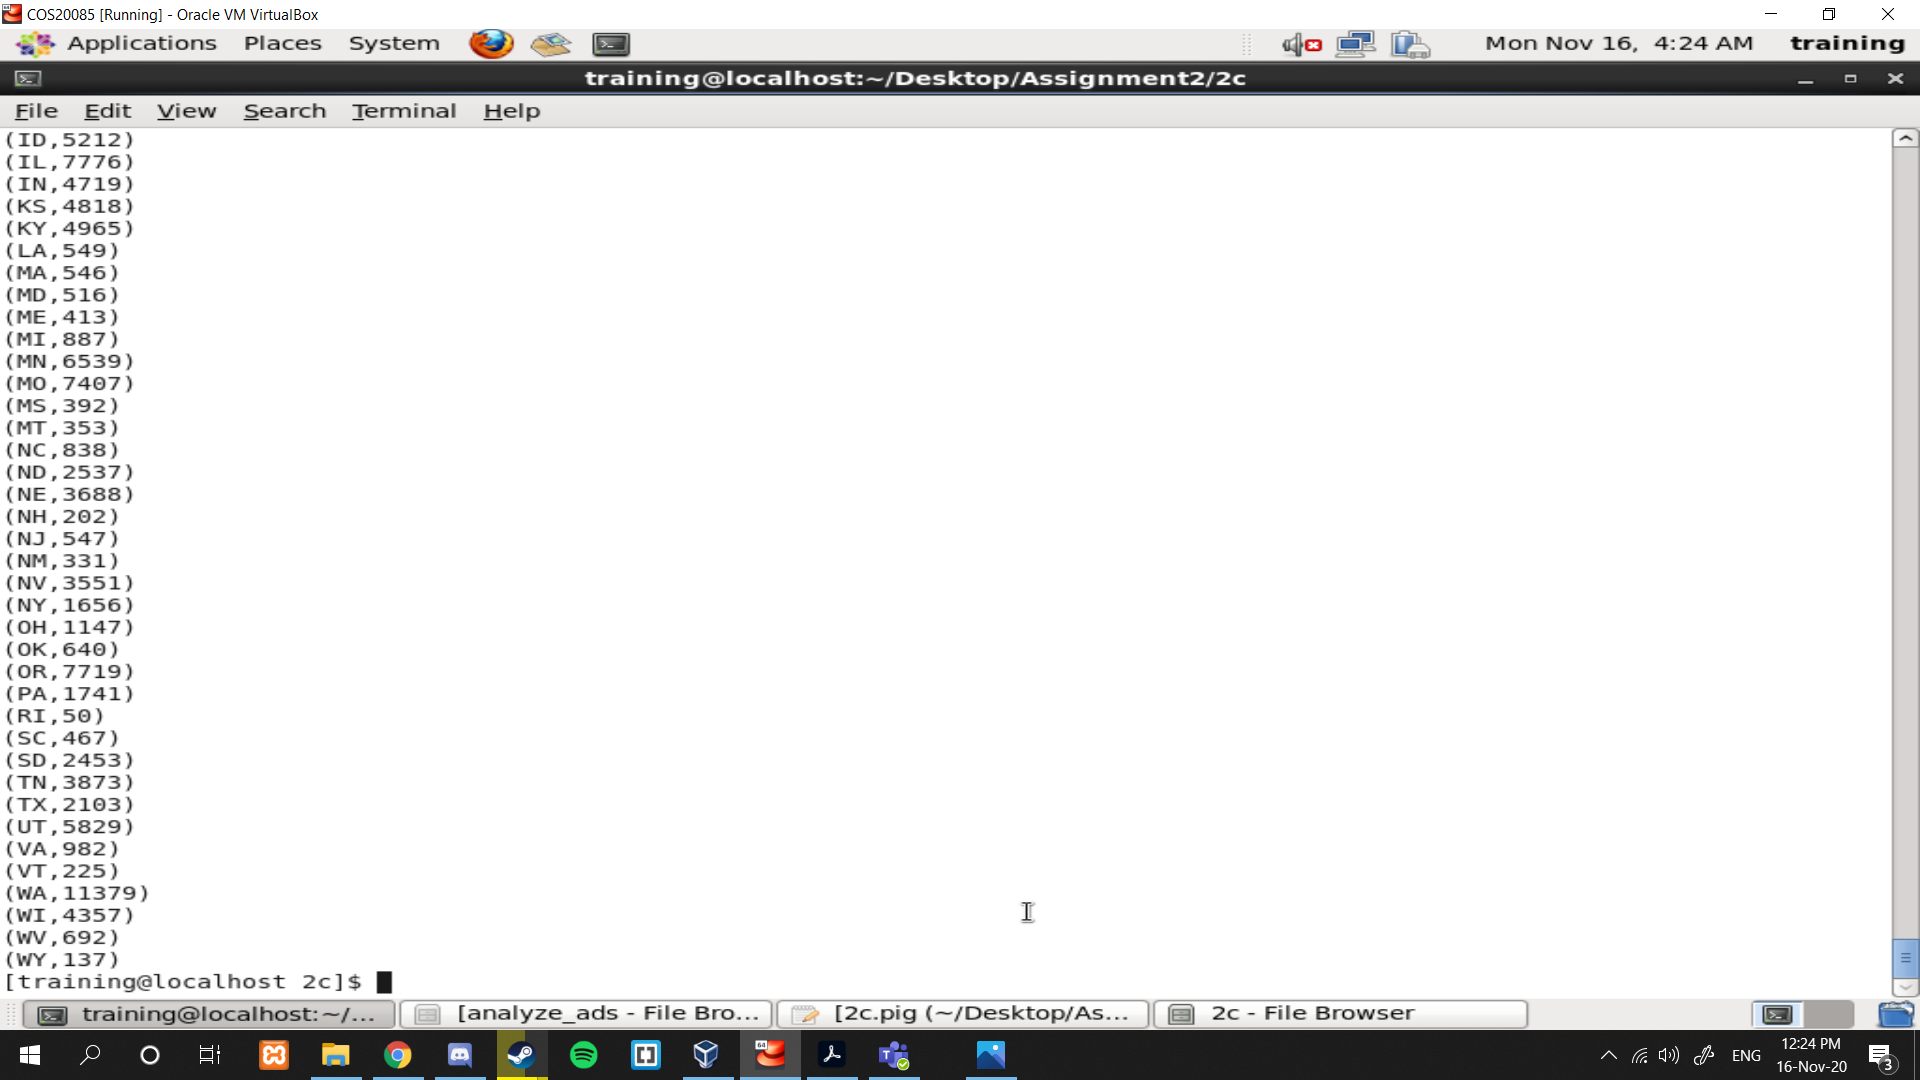 COS20085 [Running] - Oracle VM VirtualBox
Applications Places System
Mon Nov 16, 4:24 AM training
training@localhost:~/Desktop/Assignment2/2c
File Edit View Search Terminal Help
(ID,5212)
(IL,7776)
(IN,4719)
(KS,4818)
(KY,4965)
(LA,549)
(MA,546)
(MD,516)
(ME,413)
(MI,887)
(MN,6539)
(MO,7407)
(MS,392)
(MT,353)
(NC,838)
(ND,2537)
(NE,3688)
(NH,202)
(NJ,547)
(NM,331)
(NV,3551)
(NY,1656)
(OH,1147)
(OK,640)
(OR,7719)
(PA,1741)
(RI,50)
(SC,467)
(SD,2453)
(TN,3873)
(TX,2103)
(UT,5829)
(VA,982)
(VT,225)
(WA,11379)
(WI,4357)
(WV,692)
(WY,137)
[training@localhost 2c]$
training@localhost:~/... [analyze_ads - File Bro... [2c.pig (~/Desktop/As... 2c - File Browser
64
ENG
12:24 PM
16-Nov-20
3